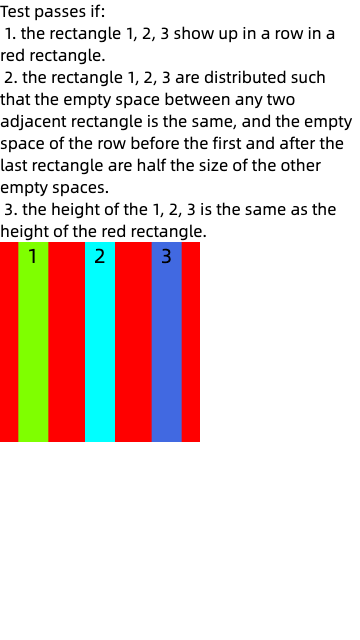 Test passes if:
1. the rectangle 1, 2, 3 show up in a row in a
red rectangle.
2. the rectangle 1, 2, 3 are distributed such
that the empty space between any two
adjacent rectangle is the same, and the empty
space of the row before the first and after the
last rectangle are half the size of the other
empty spaces.
3. the height of the 1, 2, 3 is the same as the
height of the red rectangle.
1 2 3